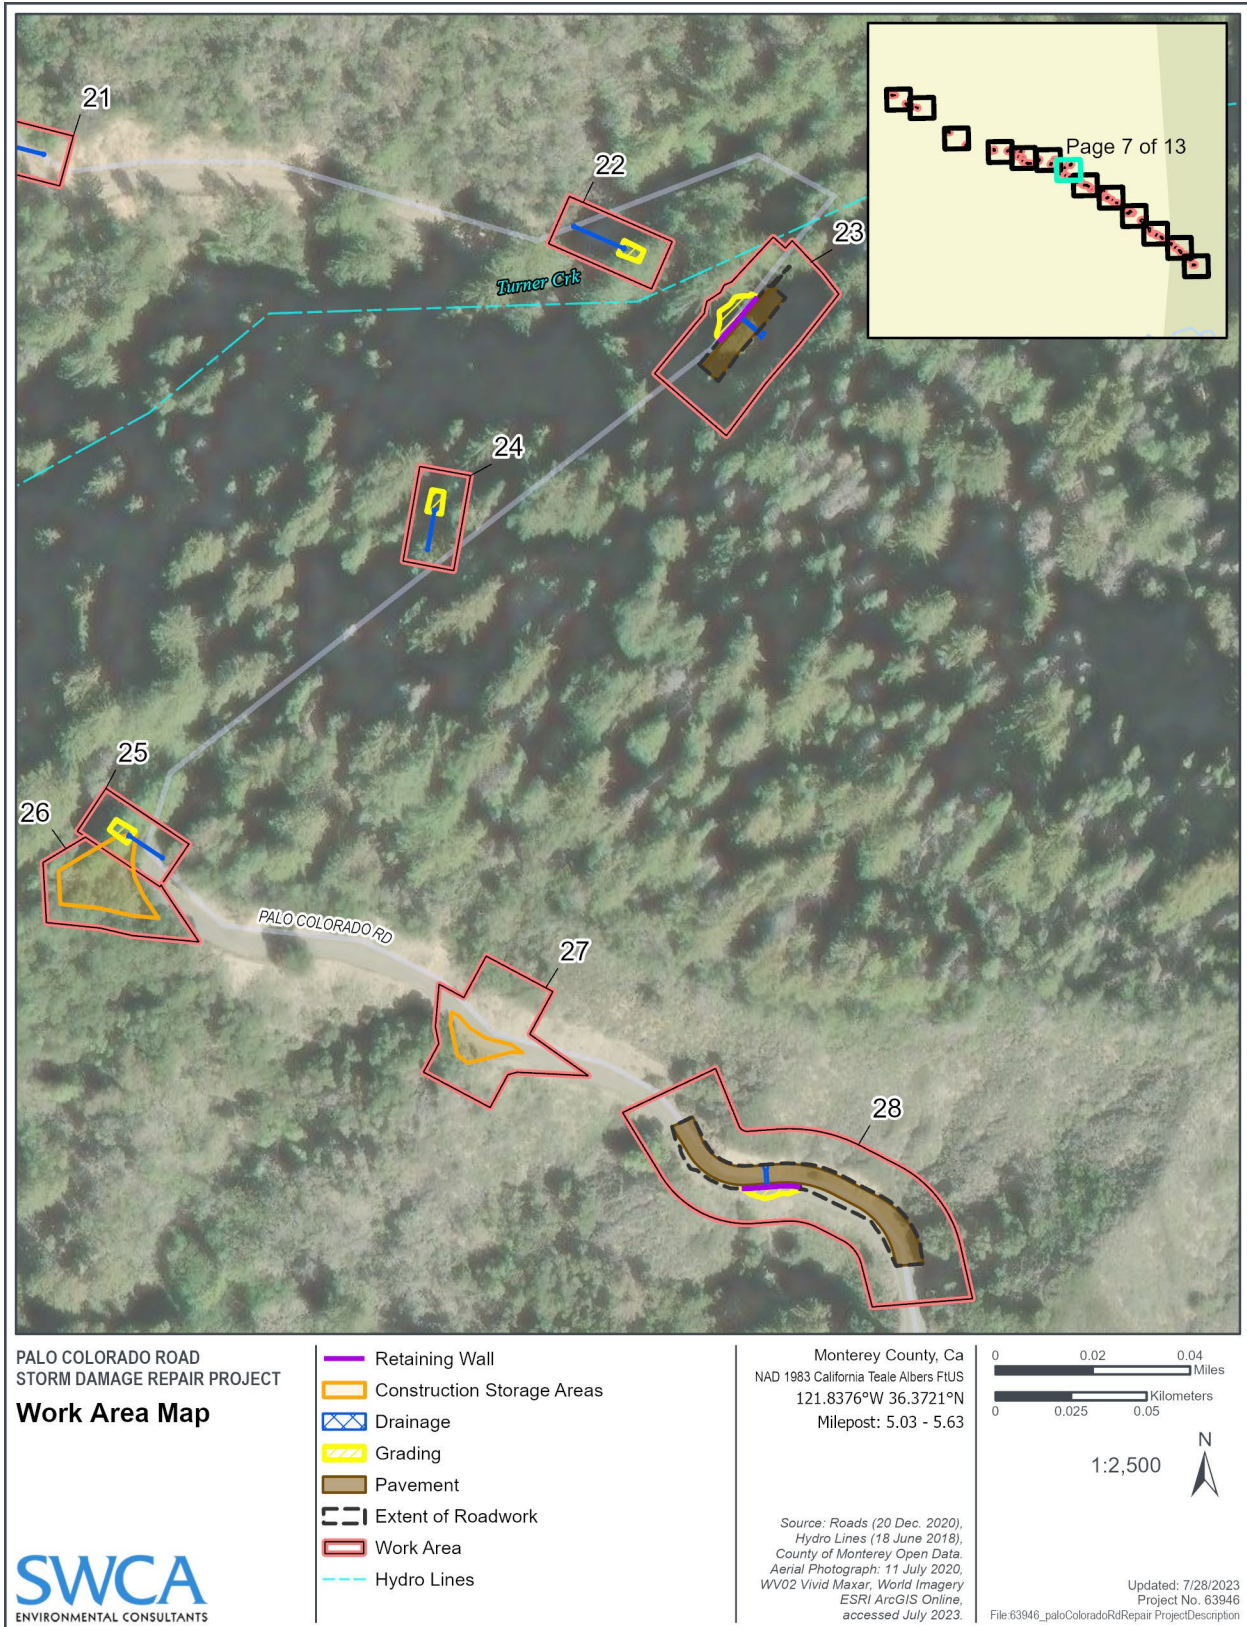 21
22
Page 7 of 13
23
Turner Crk
24
25
26
PALO COLORADO RD
27
28
PALO COLORADO ROAD
STORM DAMAGE REPAIR PROJECT
Work Area Map
SWCA
ENVIRONMENTAL CONSULTANTS
Retaining Wall
Construction Storage Areas
Drainage
Grading
Pavement
Extent of Roadwork
Work Area
Hydro Lines
Monterey County, Ca
NAD 1983 California Teale Albers FtUS
121.8376°W 36.3721°N
Milepost: 5.03 - 5.63
Source: Roads (20 Dec. 2020),
Hydro Lines (18 June 2018),
County of Monterey Open Data.
Aerial Photograph: 11 July 2020,
WV02 Vivid Maxar, World Imagery
ESRI ArcGIS Online,
accessed July 2023.
0 0.02 0.04
Miles
Kilometers
0 0.025 0.05
N
1:2,500
Updated: 7/28/2023
Project No. 63946
File:63946_paloColoradoRdRepair ProjectDescription